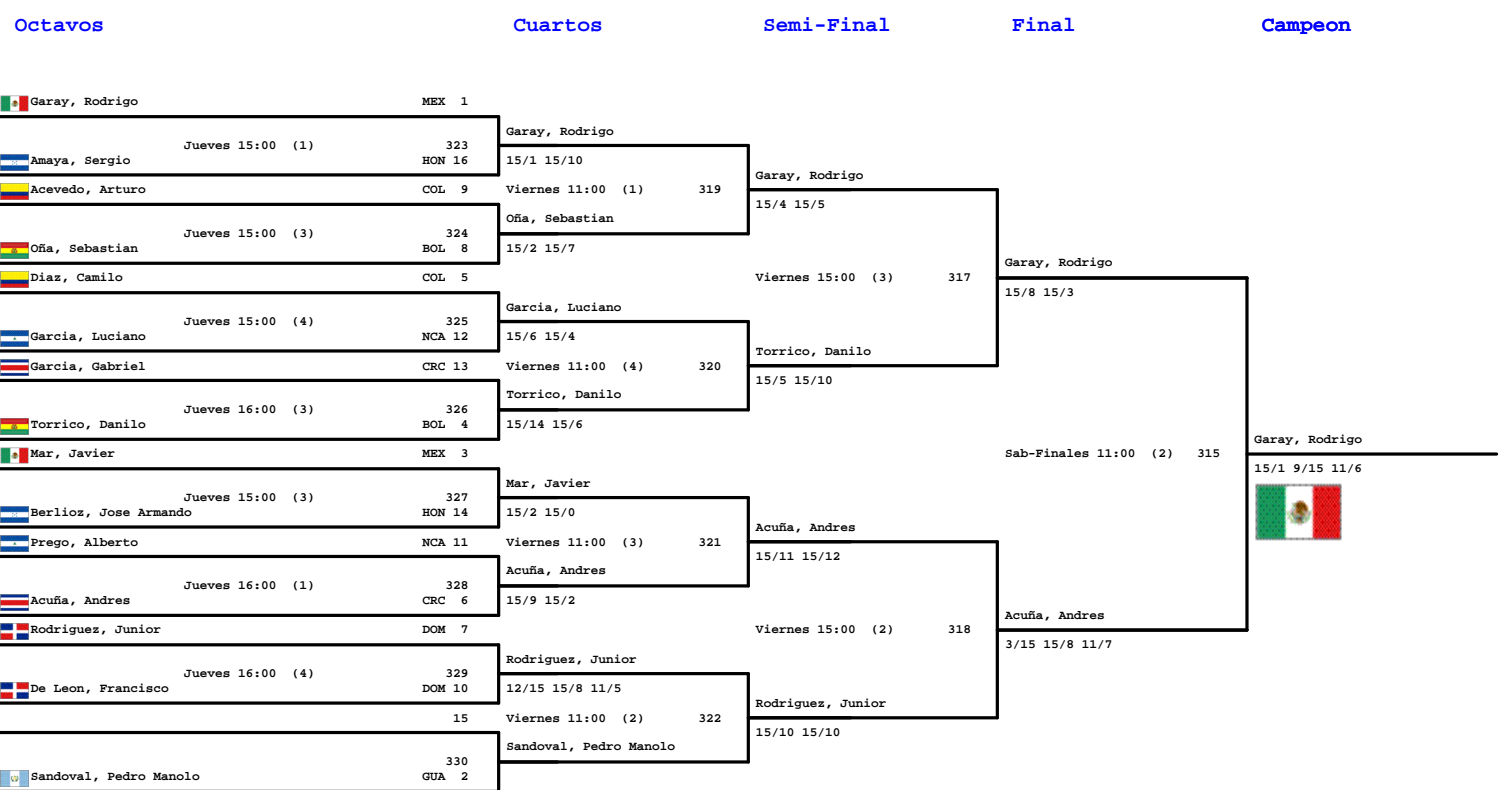 Octavos Cuartos Semi-Final Final Campeon
Garay, Rodrigo MEX 1
Garay, Rodrigo
Jueves 15:00 (1) 323
Amaya, Sergio HON 16 15/1 15/10
Garay, Rodrigo
Acevedo, Arturo COL 9 Viernes 11:00 (1) 319
15/4 15/5
Oña, Sebastian
Jueves 15:00 (3) 324
Oña, Sebastian BOL 8 15/2 15/7
Garay, Rodrigo
Diaz, Camilo COL 5 Viernes 15:00 (3) 317
15/8 15/3
Garcia, Luciano
Jueves 15:00 (4) 325
Garcia, Luciano NCA 12 15/6 15/4
Torrico, Danilo
Garcia, Gabriel CRC 13 Viernes 11:00 (4) 320
15/5 15/10
Torrico, Danilo
Jueves 16:00 (3) 326
Torrico, Danilo BOL 4 15/14 15/6
Garay, Rodrigo
Mar, Javier MEX 3 Sab-Finales 11:00 (2) 315
15/1 9/15 11/6
Mar, Javier
Jueves 15:00 (3) 327
Berlioz, Jose Armando HON 14 15/2 15/0
Acuña, Andres
Prego, Alberto NCA 11 Viernes 11:00 (3) 321
15/11 15/12
Acuña, Andres
Jueves 16:00 (1) 328
Acuña, Andres CRC 6 15/9 15/2
Acuña, Andres
Rodriguez, Junior DOM 7 Viernes 15:00 (2) 318
3/15 15/8 11/7
Rodriguez, Junior
Jueves 16:00 (4) 329
De Leon, Francisco DOM 10 12/15 15/8 11/5
Rodriguez, Junior
15 Viernes 11:00 (2) 322
15/10 15/10
Sandoval, Pedro Manolo
330
Sandoval, Pedro Manolo GUA 2